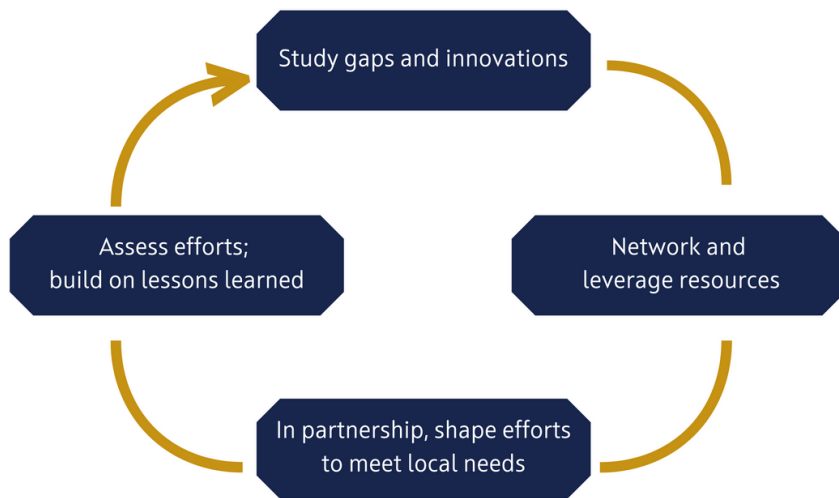 Study gaps and innovations
Network and
leverage resources
In partnership, shape efforts
to meet local needs
Assess efforts;
build on lessons learned